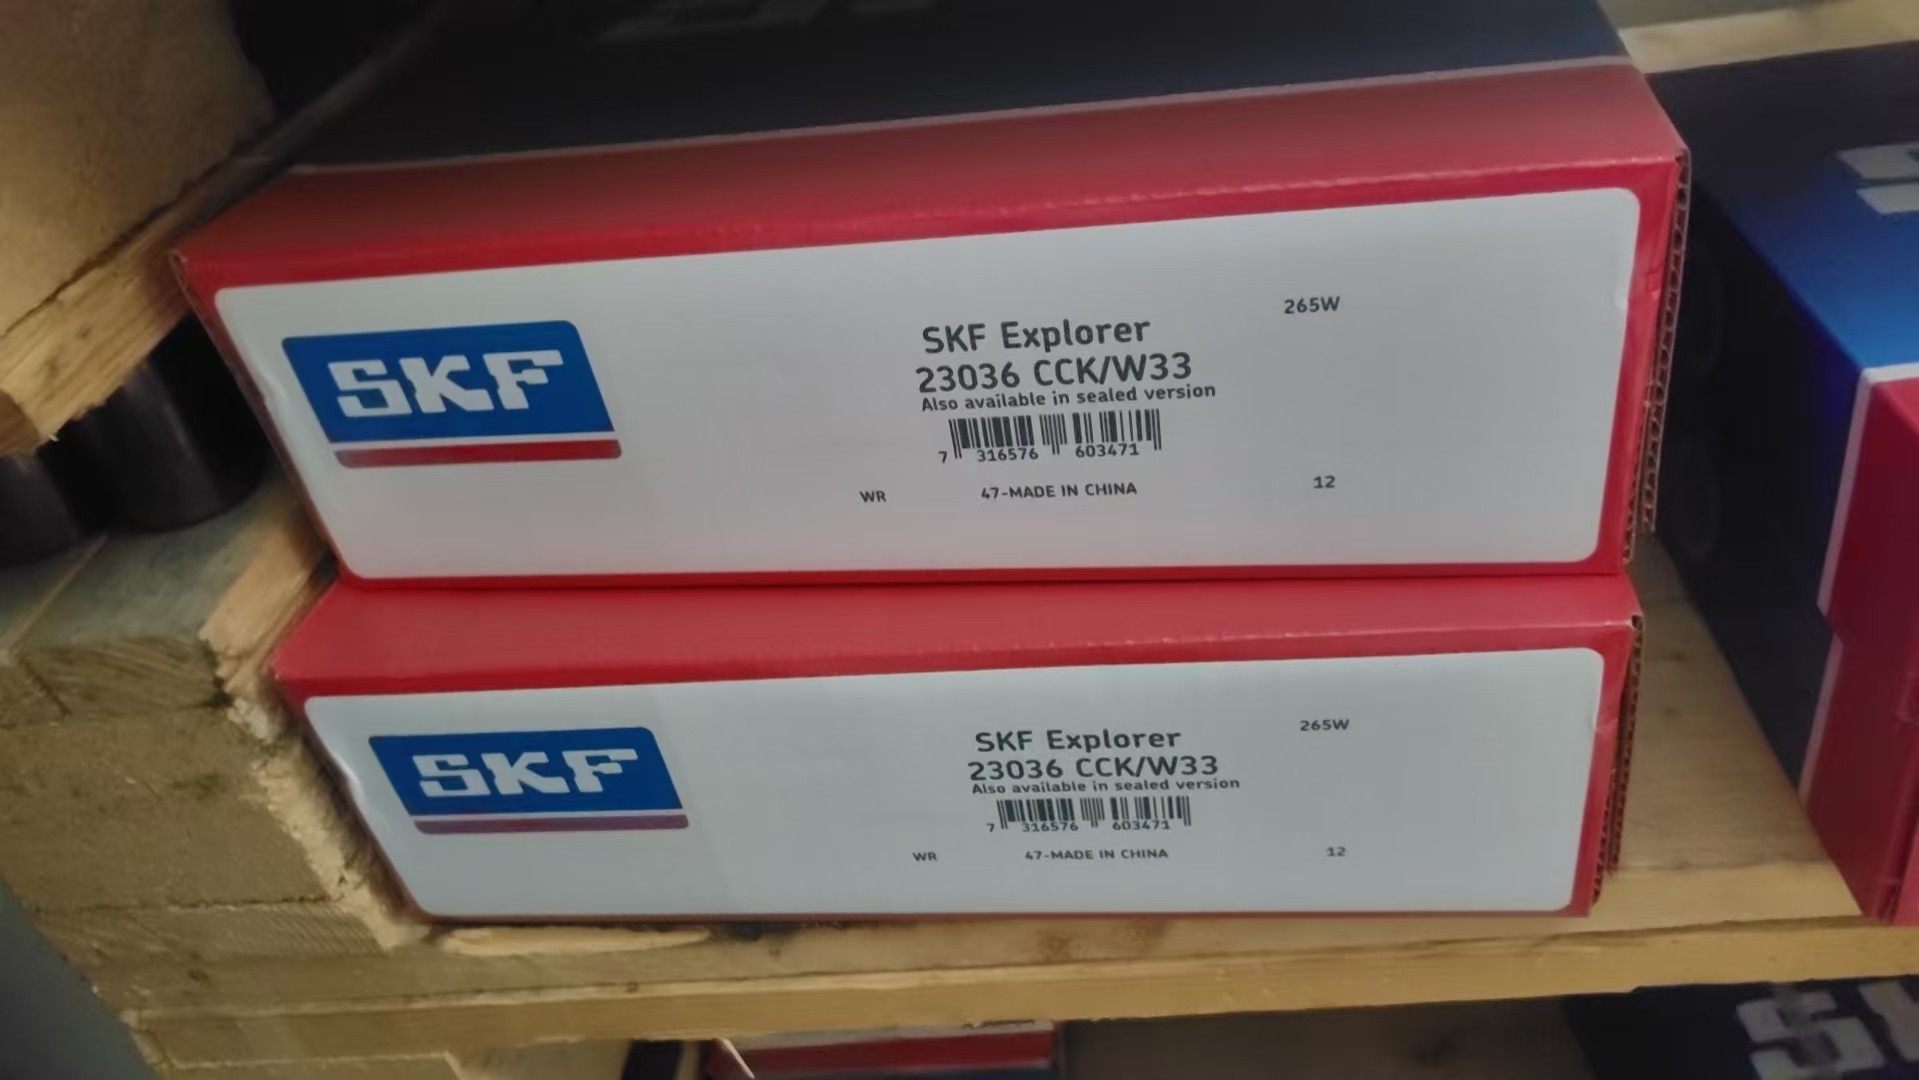 265W
SKF
SKF Explorer
23036 CCK/W33
Also available in sealed version
7 316576 603471
WR 47-MADE IN CHINA 12
265W
SKF
SKF Explorer
23036 CCK/W33
Also available in sealed version
7 316576 603471
WR 47-MADE IN CHINA 12